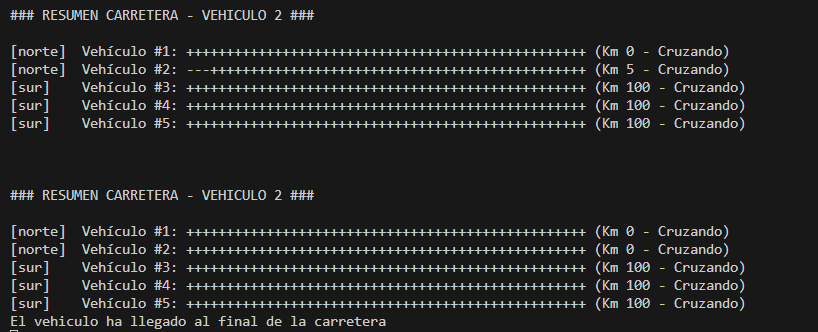 ### RESUMEN CARRETERA - VEHICULO 2 ###
[norte]  Vehículo #1: ++++++++++++++++++++++++++++++++++++++++++++++++++ (Km 0 - Cruzando)
[norte]  Vehículo #2: ---+++++++++++++++++++++++++++++++++++++++++++++++ (Km 5 - Cruzando)
[sur]    Vehículo #3: ++++++++++++++++++++++++++++++++++++++++++++++++++ (Km 100 - Cruzando)
[sur]    Vehículo #4: ++++++++++++++++++++++++++++++++++++++++++++++++++ (Km 100 - Cruzando)
[sur]    Vehículo #5: ++++++++++++++++++++++++++++++++++++++++++++++++++ (Km 100 - Cruzando)
### RESUMEN CARRETERA - VEHICULO 2 ###
[norte]  Vehículo #1: ++++++++++++++++++++++++++++++++++++++++++++++++++ (Km 0 - Cruzando)
[norte]  Vehículo #2: ++++++++++++++++++++++++++++++++++++++++++++++++++ (Km 0 - Cruzando)
[sur]    Vehículo #3: ++++++++++++++++++++++++++++++++++++++++++++++++++ (Km 100 - Cruzando)
[sur]    Vehículo #4: ++++++++++++++++++++++++++++++++++++++++++++++++++ (Km 100 - Cruzando)
[sur]    Vehículo #5: ++++++++++++++++++++++++++++++++++++++++++++++++++ (Km 100 - Cruzando)
El vehiculo ha llegado al final de la carretera